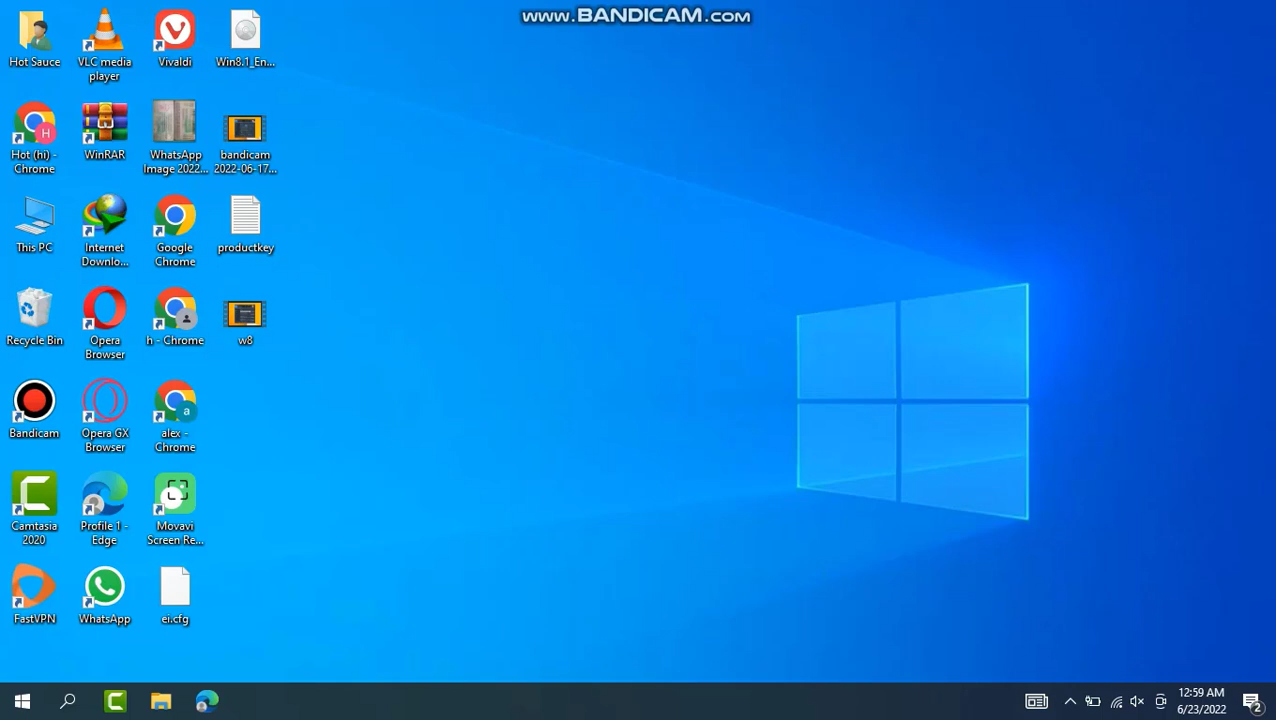 www.BANDICAM.com
Hot Sauce
VLC media
player
Vivaldi
Win8.1_En...
Hot (hi) -
Chrome
WinRAR
WhatsApp
Image 2022...
bandicam
2022-06-17...
This PC
Internet
Downlo...
Google
Chrome
productkey
Recycle Bin
Opera
Browser
h - Chrome
w8
Bandicam
Opera GX
Browser
alex -
Chrome
Camtasia
2020
Profile 1 -
Edge
Movavi
Screen Re...
FastVPN
WhatsApp
ei.cfg
12:59 AM
6/23/2022
2